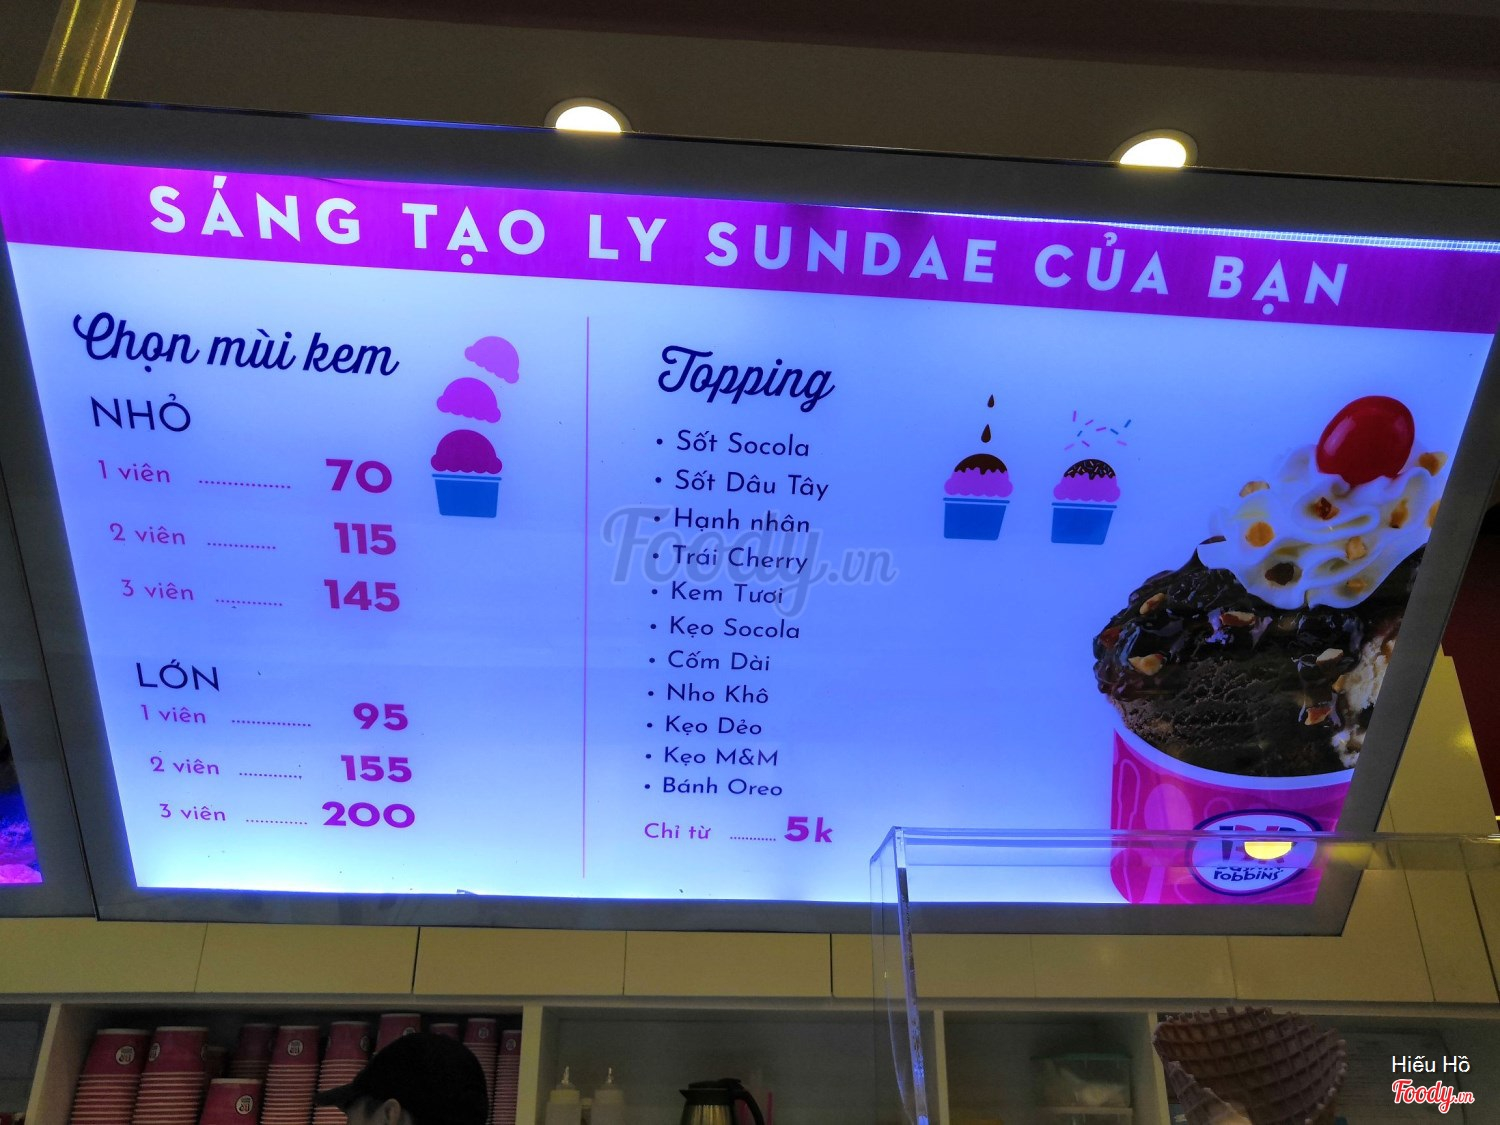 SÁNG TẠO LY SUNDAE CỦA BẠN
Chọn mùi kem
NHỎ
1 viên .................. 70
2 viên ............. 115
3 viên ............. 145
LỚN
1 viên ................. 95
2 viên ............. 155
3 viên ............. 200
Topping
• Sốt Socola
• Sốt Dâu Tây
• Hạnh nhân
• Trái Cherry
• Kem Tươi
• Kẹo Socola
• Cốm Dài
• Nho Khô
• Kẹo Dẻo
• Kẹo M&M
• Bánh Oreo
Chỉ từ ............ 5k
Foody.vn
BR
baskin
robbins
Hiếu Hồ
Foody.vn